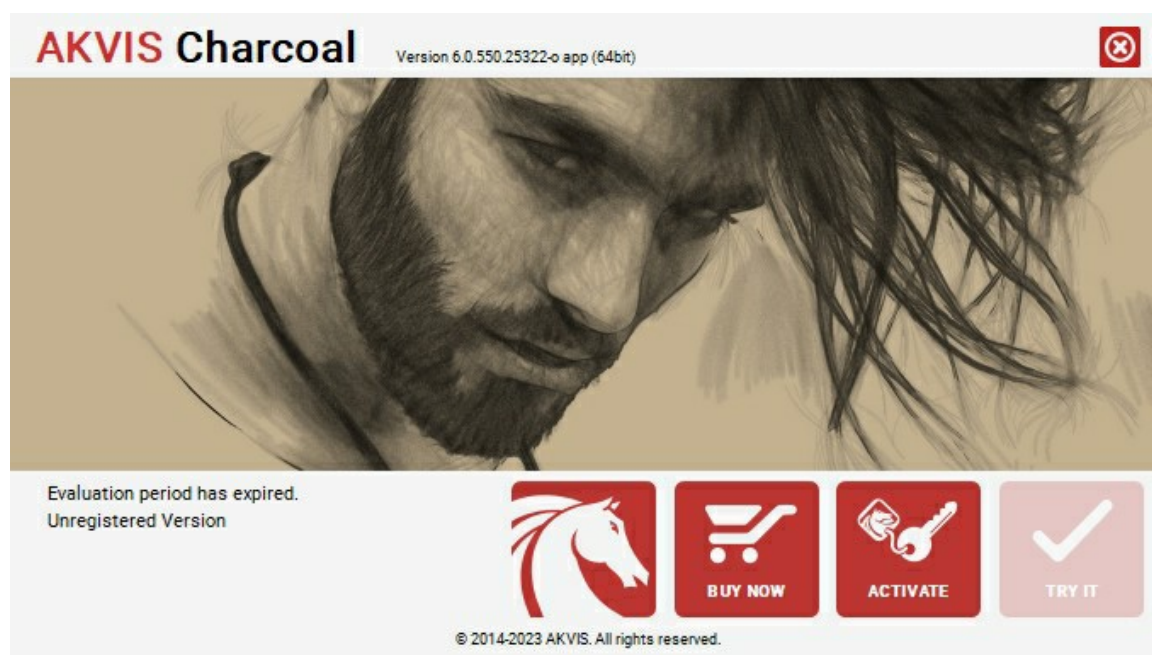 AKVIS Charcoal Version 6.0.550.25322-o app (64bit)
Evaluation period has expired.
Unregistered Version
BUY NOW
ACTIVATE
TRY IT
© 2014-2023 AKVIS. All rights reserved.